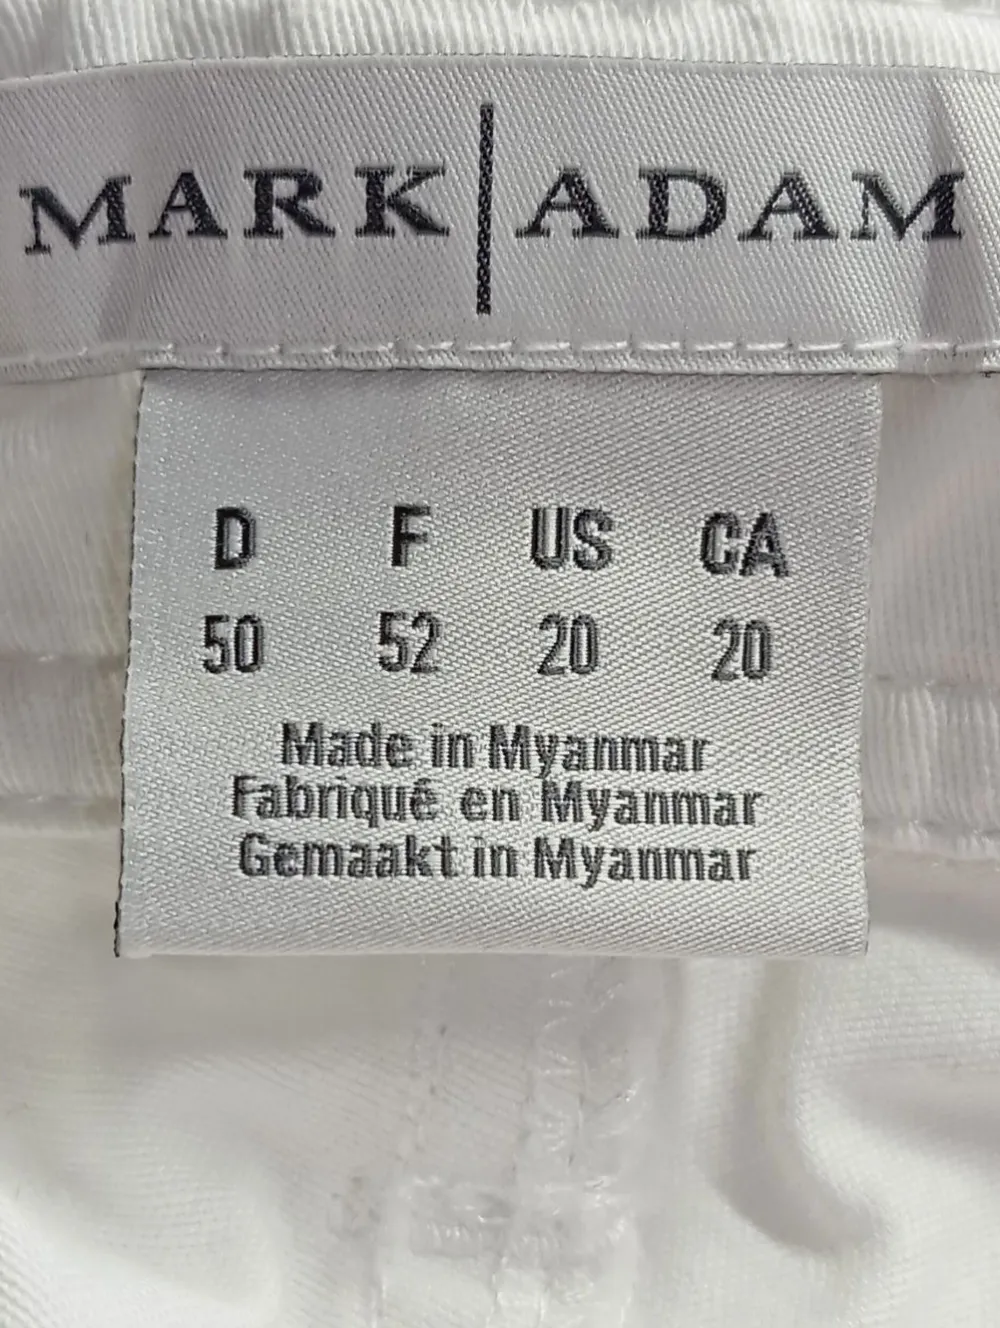 MARK|ADAM
D F US CA
50 52 20 20
Made in Myanmar
Fabriqué en Myanmar
Gemaakt in Myanmar